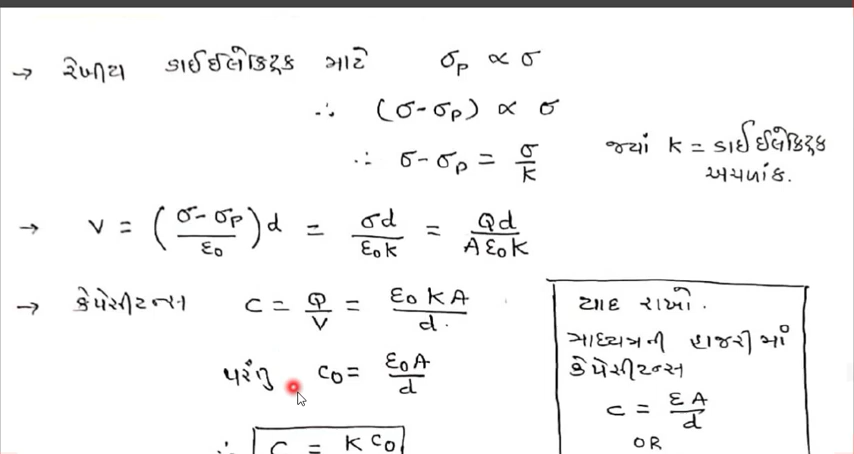 → રેખીય ડાઈઈલેક્ટ્રિક માટે σp ∝ σ
∴ (σ-σp) ∝ σ
∴ σ-σp = σ/k
જ્યાં k = ડાઈઈલેક્ટ્રિક
અચળાંક.
→ V = ((σ-σp)/ε0)d = σd/ε0k = Qd/Aε0k
→ કેપેસીટન્સ C = Q/V = ε0kA/d.
પરંતુ C0 = ε0A/d
∴ C = KC0
યાદ રાખો.
માધ્યમની હાજરીમાં
કેપેસીટન્સ
C = εA/d
OR